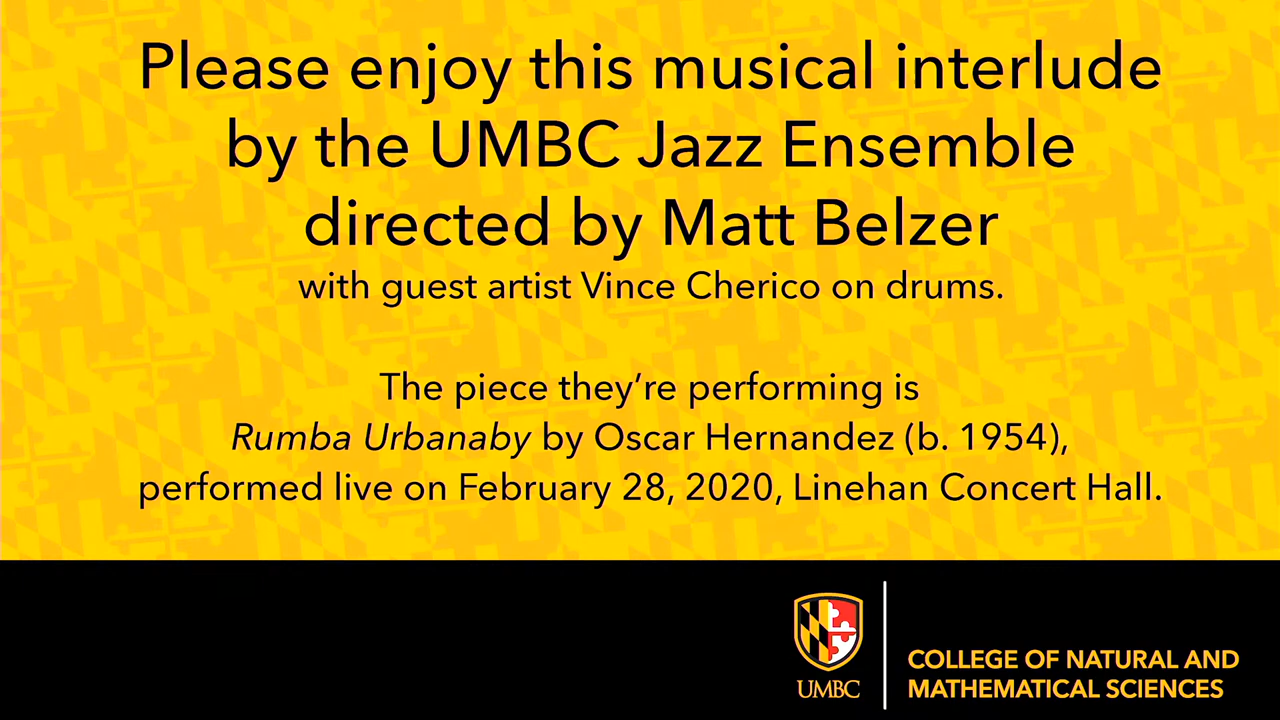 Please enjoy this musical interlude
by the UMBC Jazz Ensemble
directed by Matt Belzer
with guest artist Vince Cherico on drums.
The piece they’re performing is
Rumba Urbanaby by Oscar Hernandez (b. 1954),
performed live on February 28, 2020, Linehan Concert Hall.
UMBC
COLLEGE OF NATURAL AND
MATHEMATICAL SCIENCES